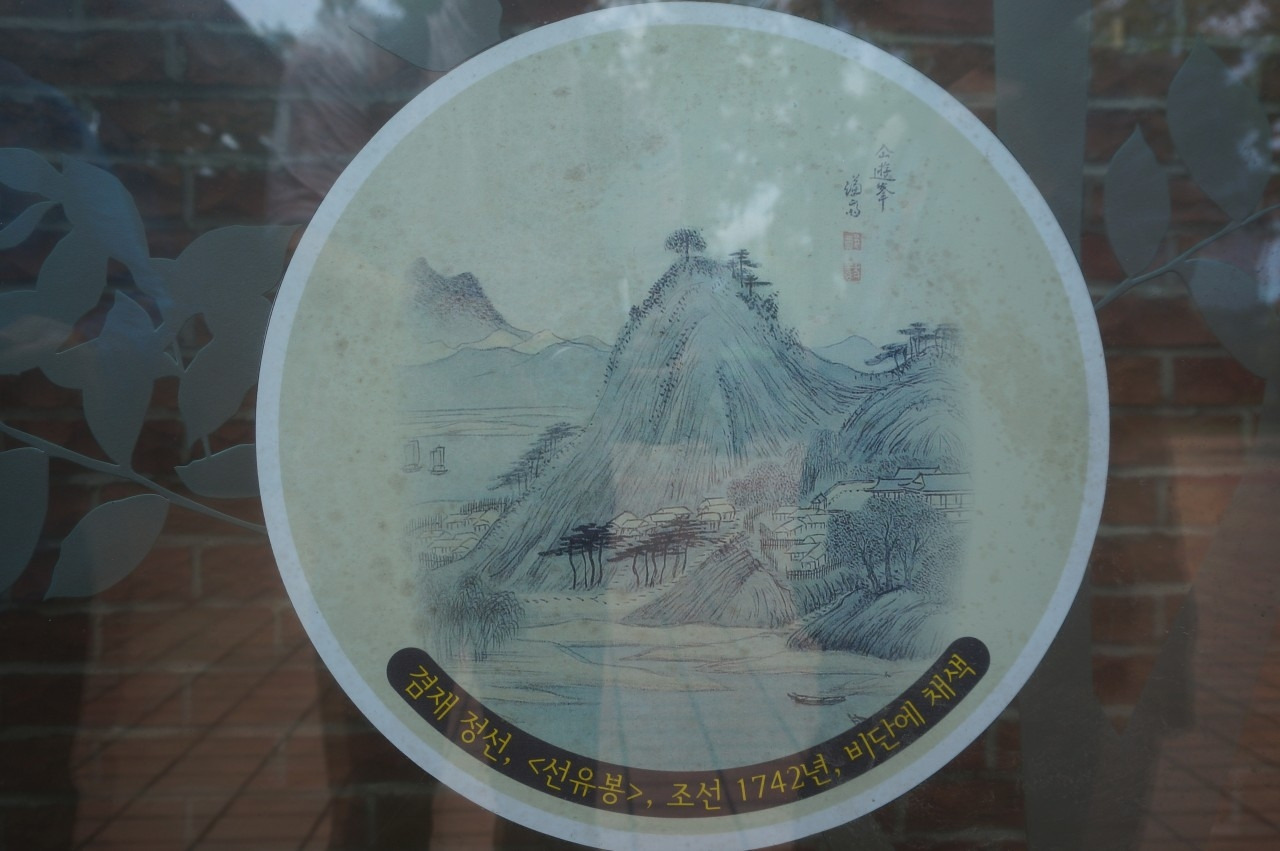 仚遊峯
謙齋
겸재 정선, <선유봉>, 조선 1742년, 비단에 채색